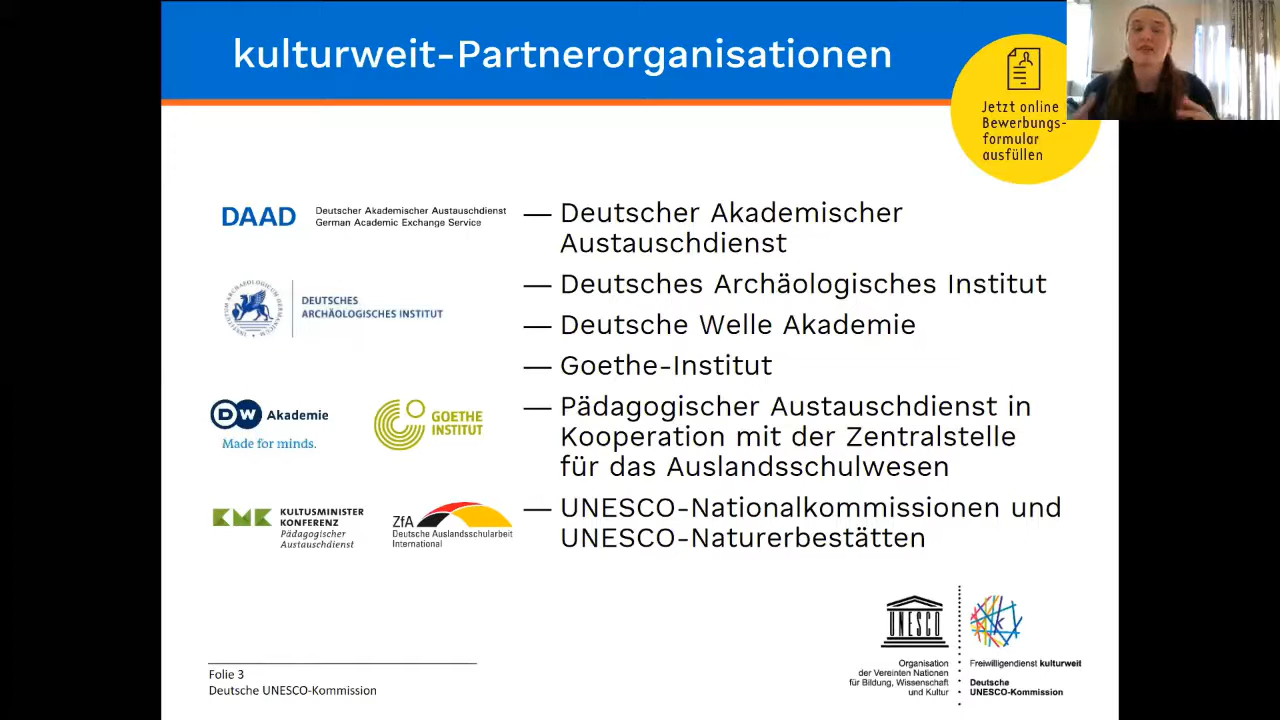 kulturweit-Partnerorganisationen
Jetzt online
Bewerbungs-
formular
ausfüllen
DAAD
Deutscher Akademischer Austauschdienst
German Academic Exchange Service
— Deutscher Akademischer
Austauschdienst
DEUTSCHES
ARCHÄOLOGISCHES INSTITUT
— Deutsches Archäologisches Institut
— Deutsche Welle Akademie
— Goethe-Institut
DW Akademie
Made for minds.
GOETHE
INSTITUT
— Pädagogischer Austauschdienst in
Kooperation mit der Zentralstelle
für das Auslandsschulwesen
KMK
KULTUSMINISTER
KONFERENZ
Pädagogischer
Austauschdienst
ZfA
Deutsche Auslandsschularbeit
International
— UNESCO-Nationalkommissionen und
UNESCO-Naturerbestätten
UNESCO
Organisation
der Vereinten Nationen
für Bildung, Wissenschaft
und Kultur
k
Freiwilligendienst kulturweit
Deutsche
UNESCO-Kommission
Folie 3
Deutsche UNESCO-Kommission